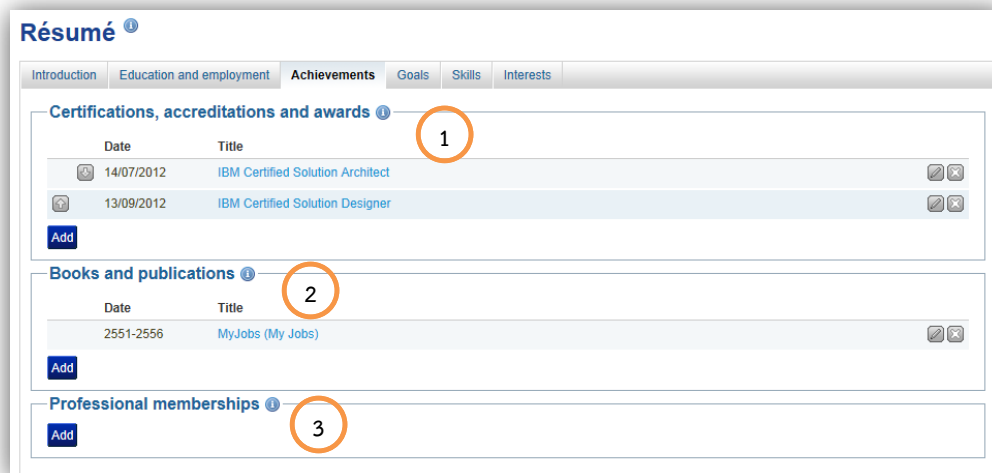 Résumé
Introduction Education and employment Achievements Goals Skills Interests
Certifications, accreditations and awards
1
Date Title
14/07/2012 IBM Certified Solution Architect
13/09/2012 IBM Certified Solution Designer
Add
Books and publications
2
Date Title
2551-2556 MyJobs (My Jobs)
Add
Professional memberships
3
Add